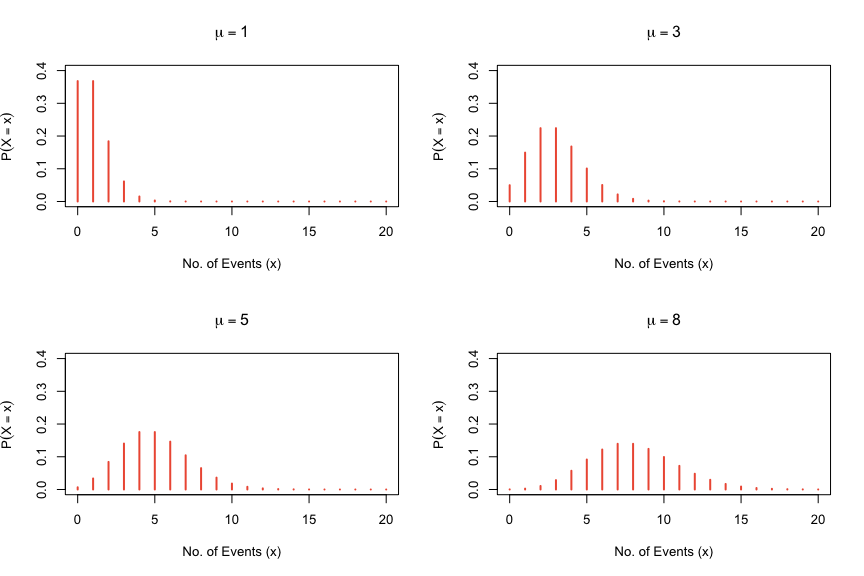 μ = 1
P(X = x)
0.4
0.3
0.2
0.1
0.0
0 5 10 15 20
No. of Events (x)
μ = 3
P(X = x)
0.4
0.3
0.2
0.1
0.0
0 5 10 15 20
No. of Events (x)
μ = 5
P(X = x)
0.4
0.3
0.2
0.1
0.0
0 5 10 15 20
No. of Events (x)
μ = 8
P(X = x)
0.4
0.3
0.2
0.1
0.0
0 5 10 15 20
No. of Events (x)